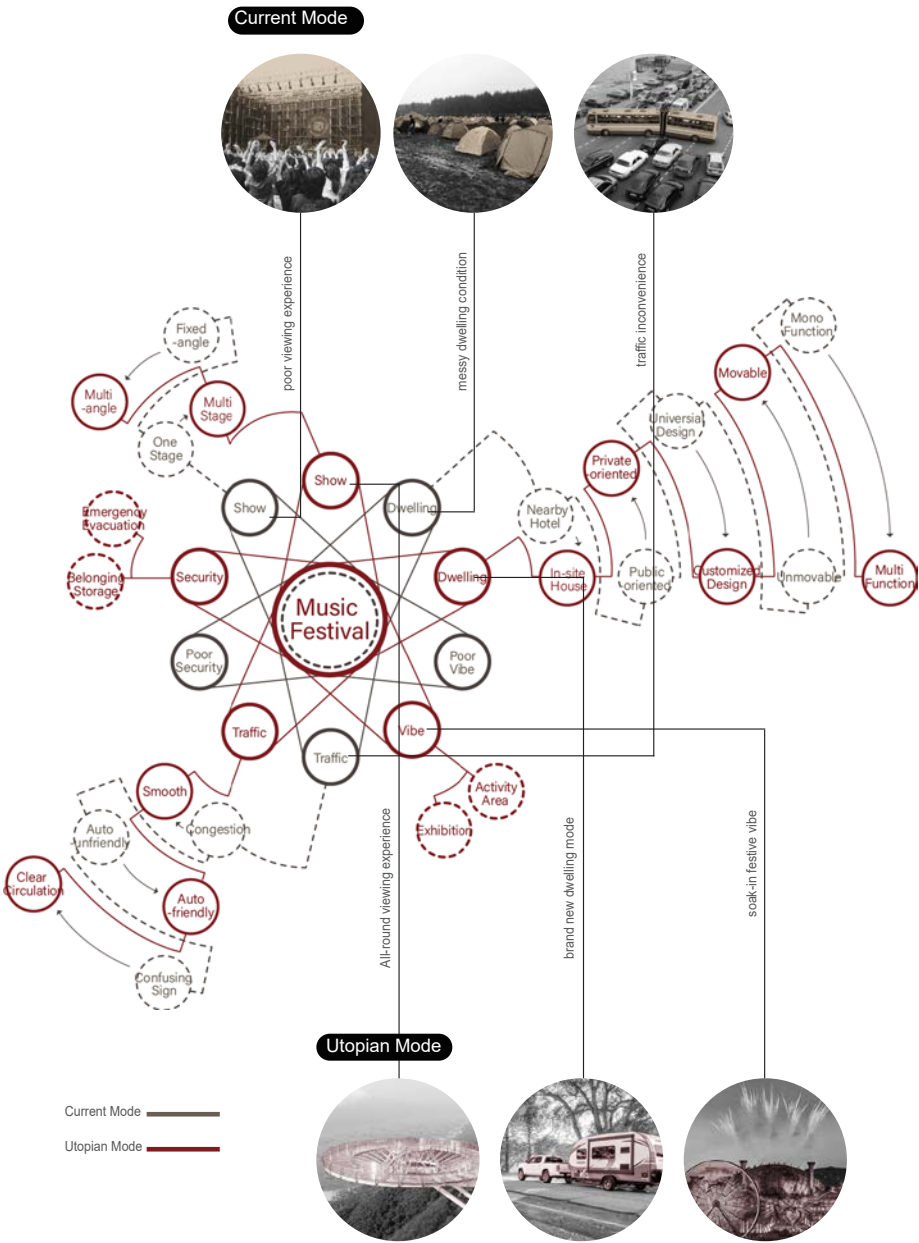 Current Mode
poor viewing experience
messy dwelling condition
traffic inconvenience
Mono
Function
Fixed
-angle
Movable
Multi
-angle
Multi
Stage
Universial
Design
One
Stage
Private
-oriented
Show
Show
Dwelling
Nearby
Hotel
Emergency
Evacuation
Belonging
Storage
Security
Dwelling
In-site
House
Public
-oriented
Customized
Design
Unmovable
Multi
Function
Music
Festival
Poor
Security
Poor
Vibe
Traffic
Vibe
Traffic
Smooth
Activity
Area
Auto
-unfriendly
Congestion
Exhibition
Clear
Circulation
Auto
-friendly
Confusing
Sign
All-round viewing experience
brand new dwelling mode
soak-in festive vibe
Utopian Mode
Current Mode
Utopian Mode